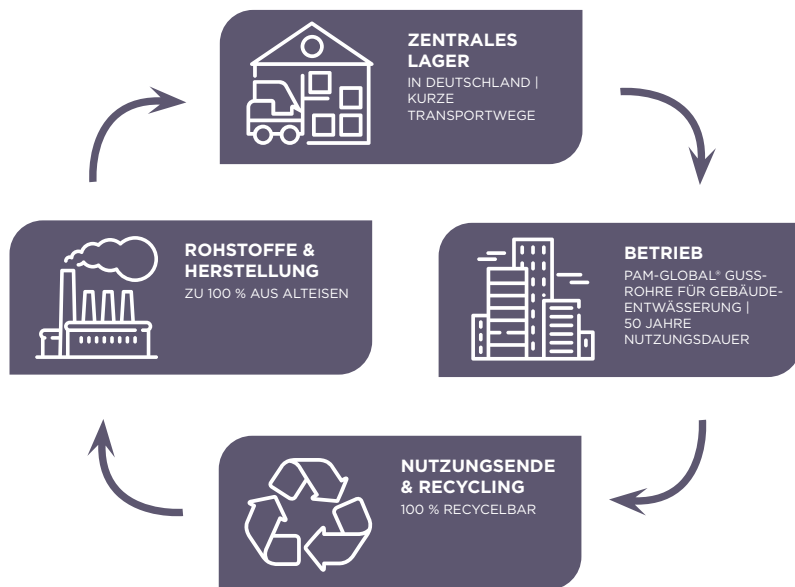 ZENTRALES
LAGER
IN DEUTSCHLAND |
KURZE
TRANSPORTWEGE
ROHSTOFFE &
HERSTELLUNG
ZU 100 % AUS ALTEISEN
BETRIEB
PAM-GLOBAL® GUSS-
ROHRE FÜR GEBÄUDE-
ENTWÄSSERUNG |
50 JAHRE
NUTZUNGSDAUER
NUTZUNGSENDE
& RECYCLING
100 % RECYCELBAR